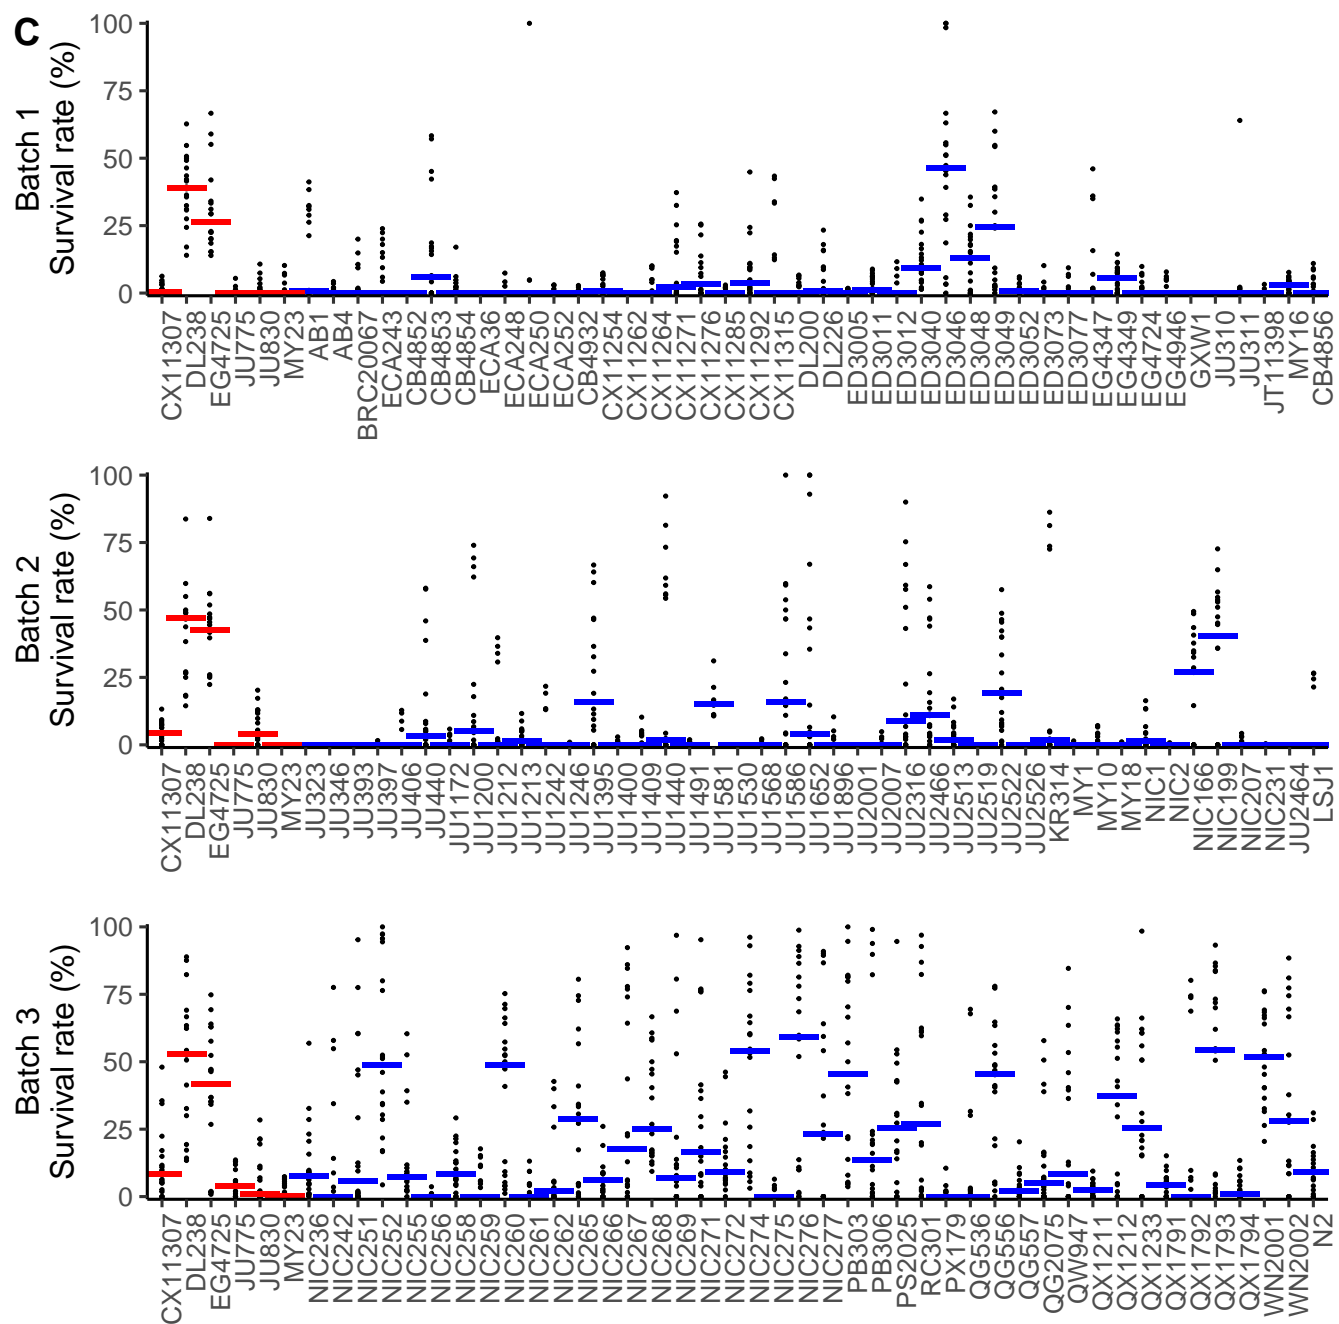 C
Batch 1
Survival rate (%)
100
75
50
25
0
CX11307
DL238
EG4725
JU775
JU830
MY23
AB1
AB4
BRC20067
ECA243
CB4852
CB4853
CB4854
ECA36
ECA248
ECA250
ECA252
CB4932
CX11254
CX11262
CX11264
CX11271
CX11276
CX11285
CX11292
CX11315
DL2000
DL226
ED3005
ED3011
ED3012
ED3040
ED3046
ED3048
ED3049
ED3052
ED3073
ED3077
EG4347
EG4349
EG4724
EG4946
GXW1
JU310
JU311
JT11398
MY16
CB4856
Batch 2
Survival rate (%)
100
75
50
25
0
CX11307
DL238
EG4725
JU775
JU830
MY23
JU323
JU346
JU393
JU397
JU406
JU440
JU1172
JU1200
JU1212
JU1213
JU1242
JU1246
JU1395
JU1400
JU1409
JU1440
JU1491
JU1581
JU1530
JU1568
JU1586
JU1652
JU1896
JU2001
JU2007
JU2316
JU2466
JU2513
JU2519
JU2522
JU2526
KR314
MY1
MY10
MY18
NIC1
NIC2
NIC166
NIC199
NIC207
NIC231
JU2464
LSJ1
Batch 3
Survival rate (%)
100
75
50
25
0
CX11307
DL238
EG4725
JU775
JU830
MY23
NIC236
NIC242
NIC251
NIC252
NIC255
NIC256
NIC258
NIC259
NIC260
NIC261
NIC262
NIC265
NIC266
NIC267
NIC268
NIC269
NIC271
NIC272
NIC274
NIC275
NIC276
NIC277
PB303
PB306
PS2025
RC301
PX179
QG536
QG556
QG557
QG2075
QW947
QX1211
QX1212
QX1233
QX1791
QX1792
QX1793
QX1794
WN2001
WN2002
N2